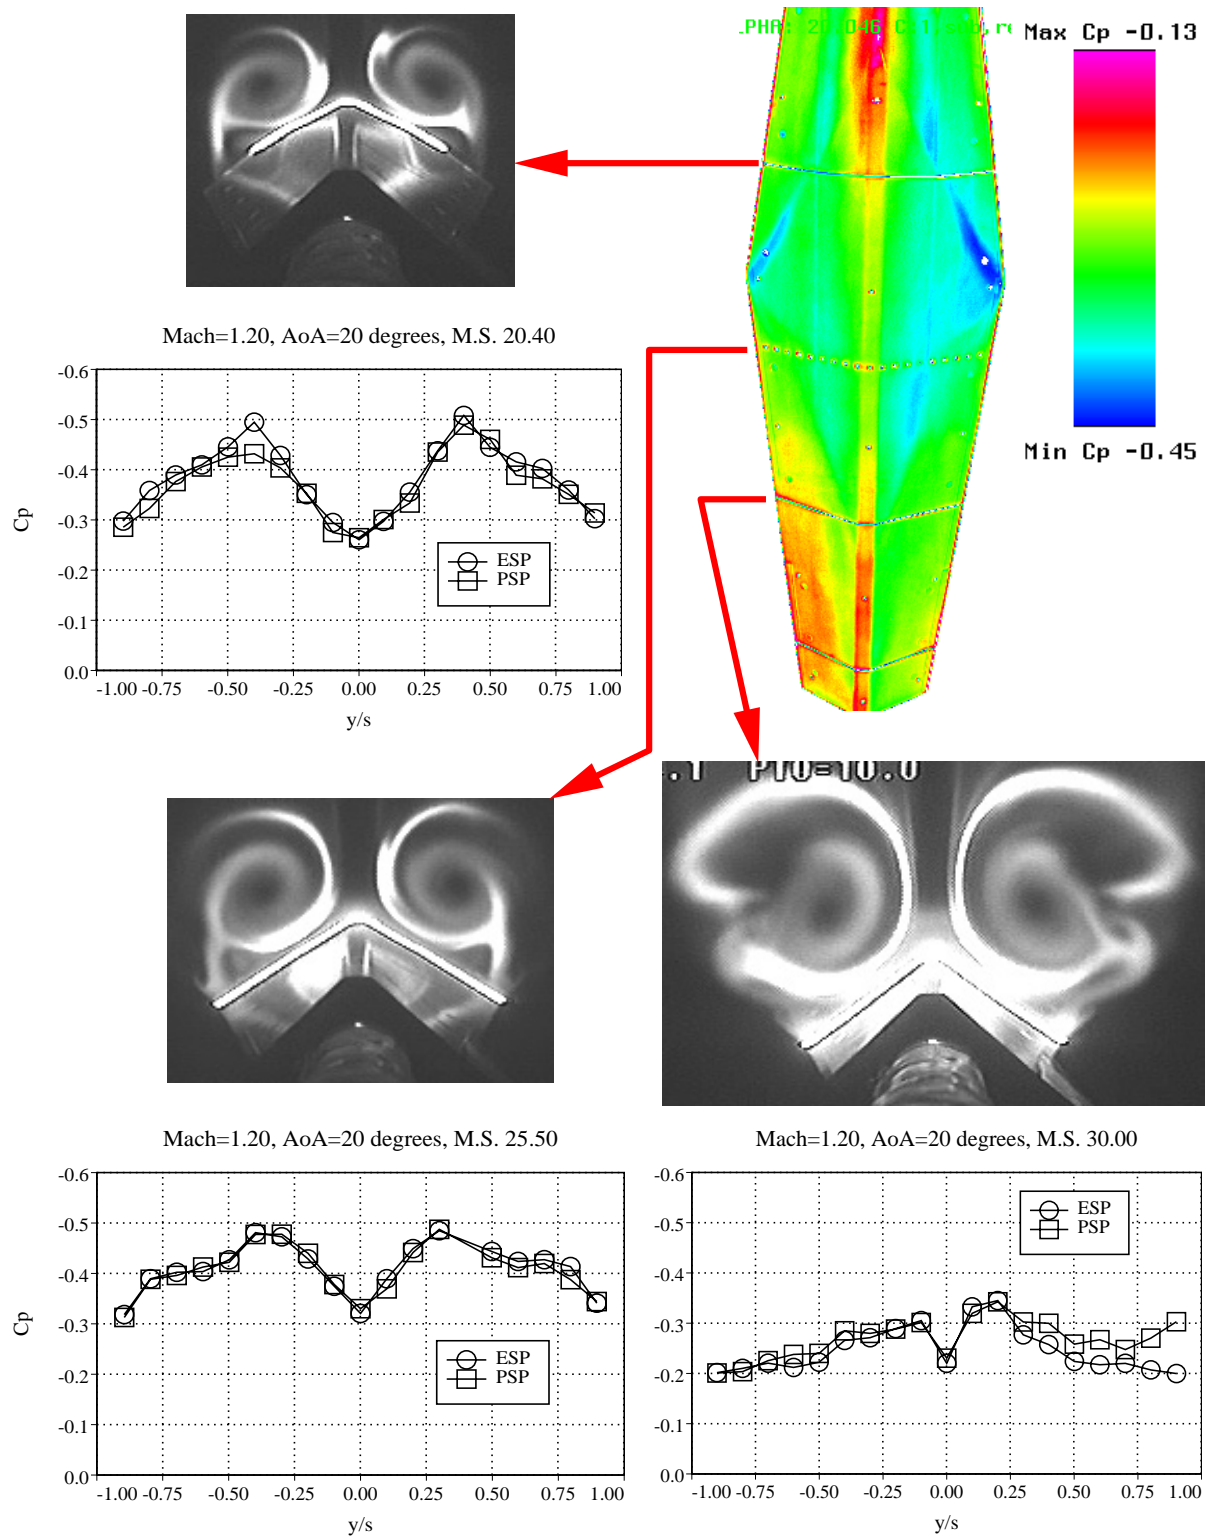 Max Cp -0.13
Min Cp -0.45
Mach=1.20, AoA=20 degrees, M.S. 20.40
-0.6
-0.5
-0.4
-0.3
-0.2
-0.1
0.0
Cp
ESP
PSP
-1.00 -0.75 -0.50 -0.25 0.00 0.25 0.50 0.75 1.00
y/s
PTO=10.0
Mach=1.20, AoA=20 degrees, M.S. 25.50
-0.6
-0.5
-0.4
-0.3
-0.2
-0.1
0.0
Cp
ESP
PSP
-1.00 -0.75 -0.50 -0.25 0.00 0.25 0.50 0.75 1.00
y/s
Mach=1.20, AoA=20 degrees, M.S. 30.00
-0.6
-0.5
-0.4
-0.3
-0.2
-0.1
0.0
ESP
PSP
-1.00 -0.75 -0.50 -0.25 0.00 0.25 0.50 0.75 1.00
y/s